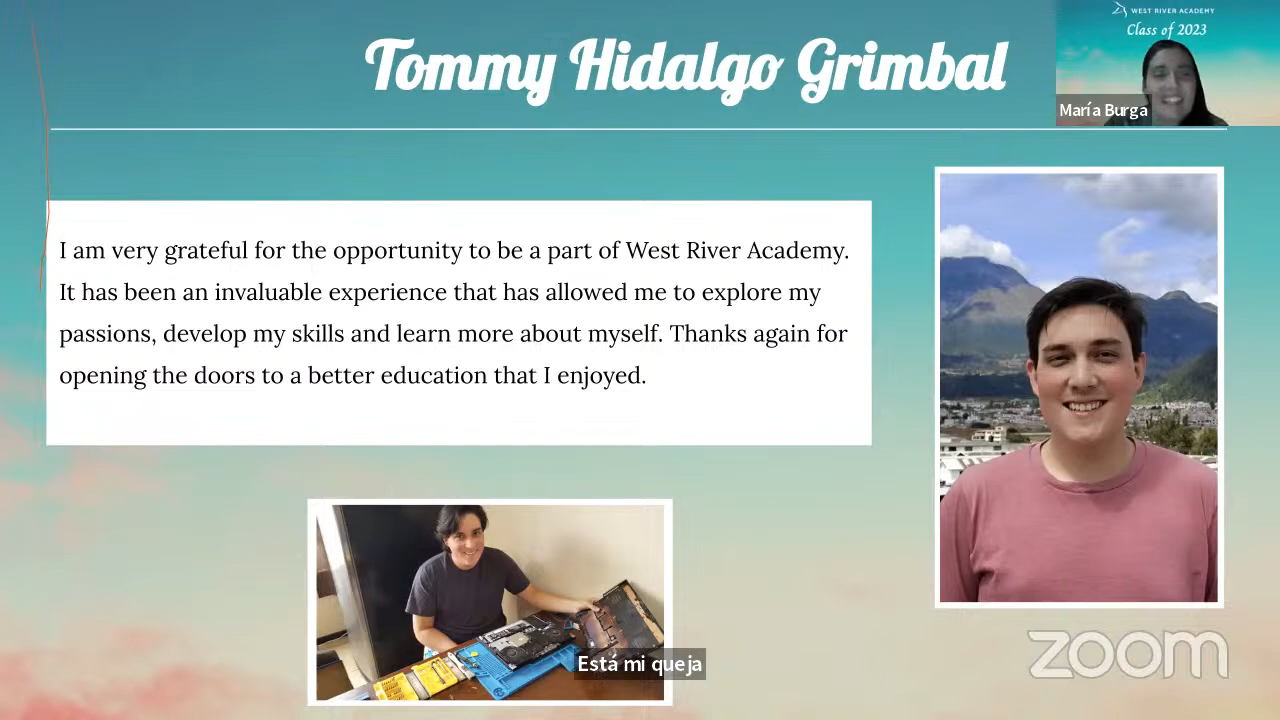 WEST RIVER ACADEMY
Class of 2023
Tommy Hidalgo Grimbal
María Burga
I am very grateful for the opportunity to be a part of West River Academy.
It has been an invaluable experience that has allowed me to explore my
passions, develop my skills and learn more about myself. Thanks again for
opening the doors to a better education that I enjoyed.
Está mi queja
zoom